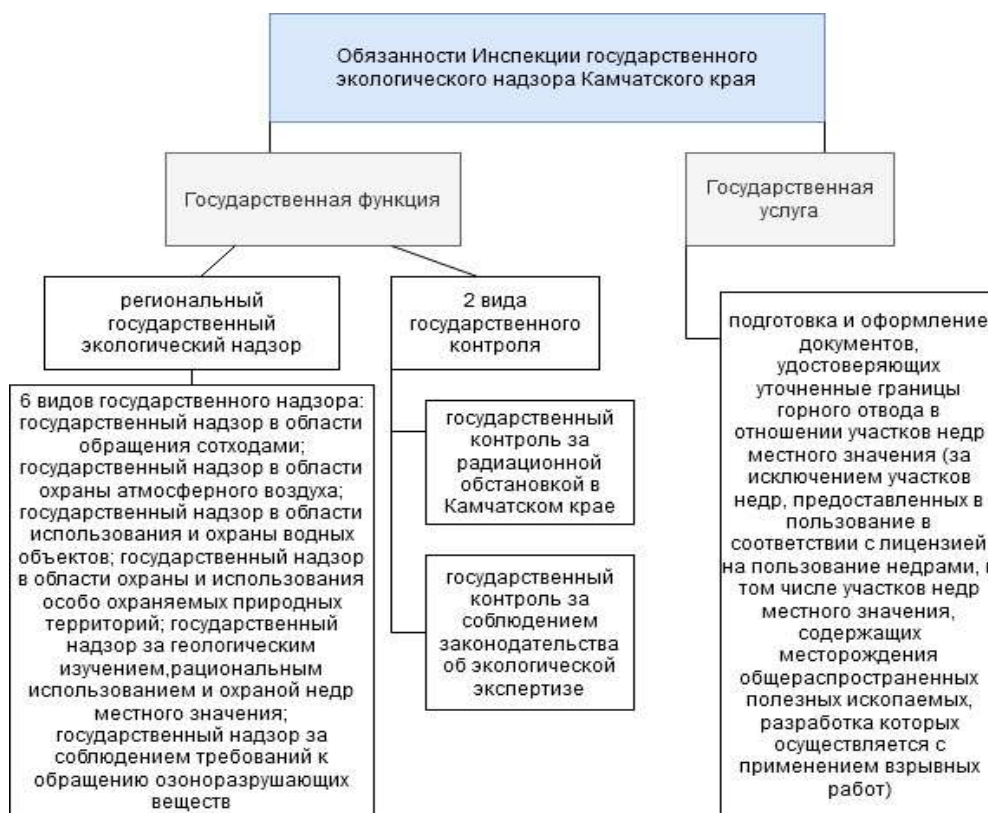 Обязанности Инспекции государственного
экологического надзора Камчатского края
Государственная функция
Государственная
услуга
региональный
государственный
экологический надзор
2 вида
государственного
контроля
6 видов государственного надзора:
государственный надзор в области
обращения сотходами;
государственный надзор в области
охраны атмосферного воздуха;
государственный надзор в области
использования и охраны водных
объектов; государственный надзор
в области охраны и использования
особо охраняемых природных
территорий; государственный
надзор за геологическим
изучением,рациональным
использованием и охраной недр
местного значения;
государственный надзор за
соблюдением требований к
обращению озоноразрушающих
веществ
государственный
контроль за
радиационной
обстановкой в
Камчатском крае
государственный
контроль за
соблюдением
законодательства
об экологической
экспертизе
подготовка и оформление
документов,
удостоверяющих
уточненные границы
горного отвода в
отношении участков недр
местного значения (за
исключением участков
недр, предоставленных в
пользование в
соответствии с лицензией
на пользование недрами,
том числе участков недр
местного значения,
содержащих
месторождения
общераспространенных
полезных ископаемых,
разработка которых
осуществляется с
применением взрывных
работ)